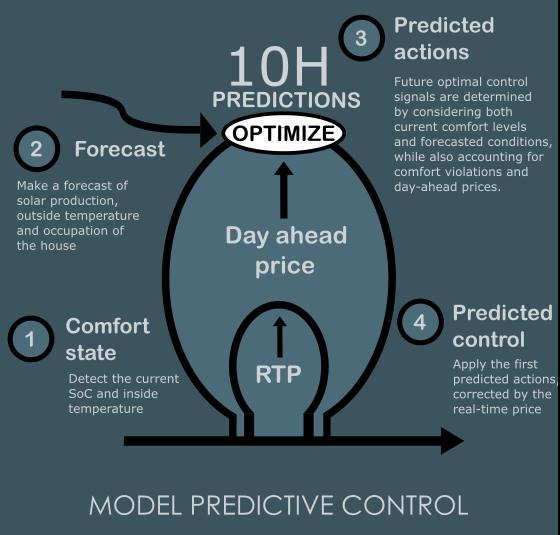 3
Predicted
actions
Future optimal control
signals are determined
by considering both
current comfort levels
and forecasted conditions,
while also accounting for
comfort violations and
day-ahead prices.
10H
PREDICTIONS
OPTIMIZE
2
Forecast
Make a forecast of
solar production,
outside temperature
and occupation of
the house
Day ahead
price
1
Comfort
state
Detect the current
SoC and inside
temperature
RTP
4
Predicted
control
Apply the first
predicted actions,
corrected by the
real-time price
MODEL PREDICTIVE CONTROL